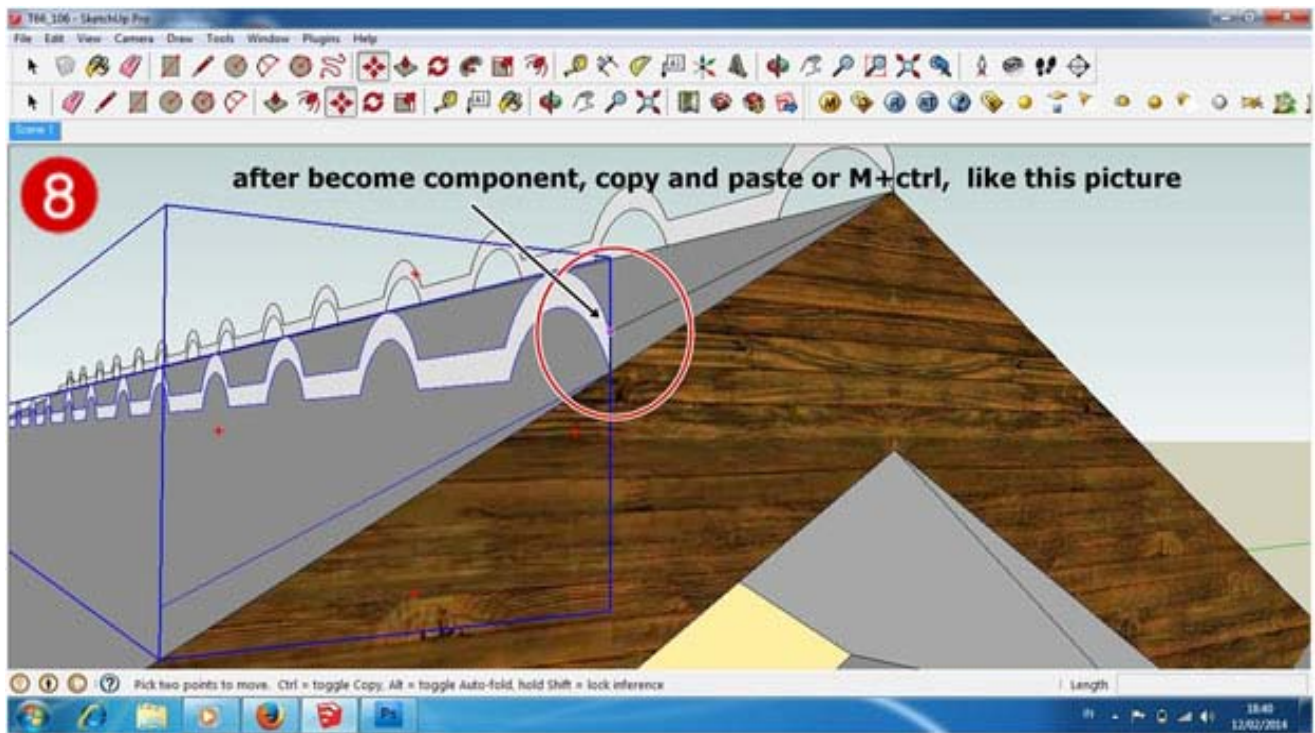 T66_106 - SketchUp Pro
File Edit View Camera Draw Tools Window Plugins Help
Scene 1
8
after become component, copy and paste or M+ctrl, like this picture
Pick two points to move. Ctrl = toggle Copy, Alt = toggle Auto-fold, hold Shift = lock inference
Length
Ps
IN
18:40
12/02/2014